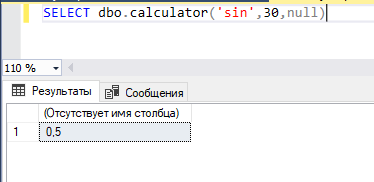 SELECT dbo.calculator('sin',30,null)
110 %
Результаты Сообщения
(Отсутствует имя столбца)
1 0,5